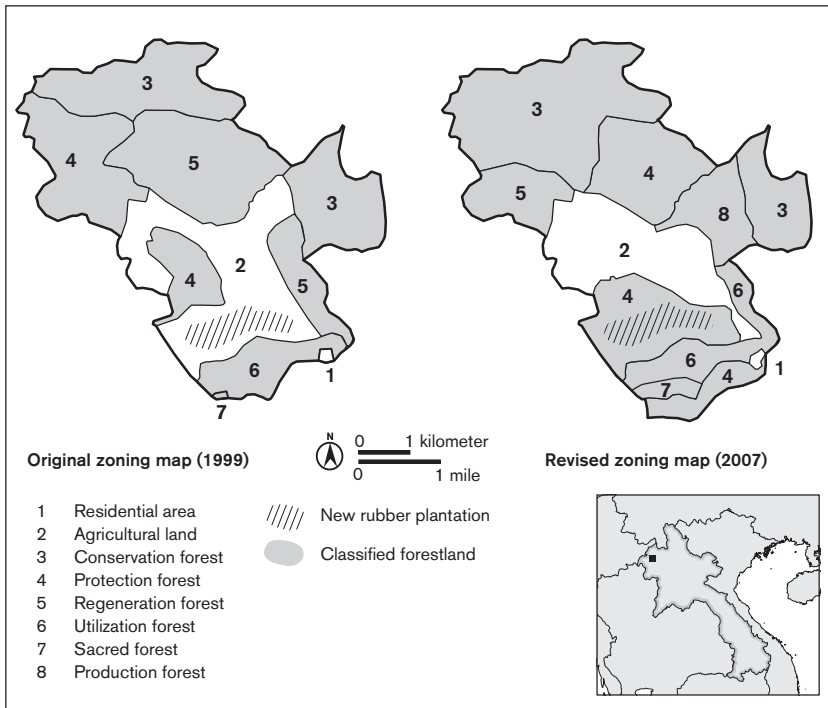 3
4
5
3
2
4
5
6
1
7
3
4
5
8
3
2
4
6
6
1
4
7
Original zoning map (1999)
N
0 1 kilometer
0 1 mile
Revised zoning map (2007)
1 Residential area
2 Agricultural land
3 Conservation forest
4 Protection forest
5 Regeneration forest
6 Utilization forest
7 Sacred forest
8 Production forest
New rubber plantation
Classified forestland